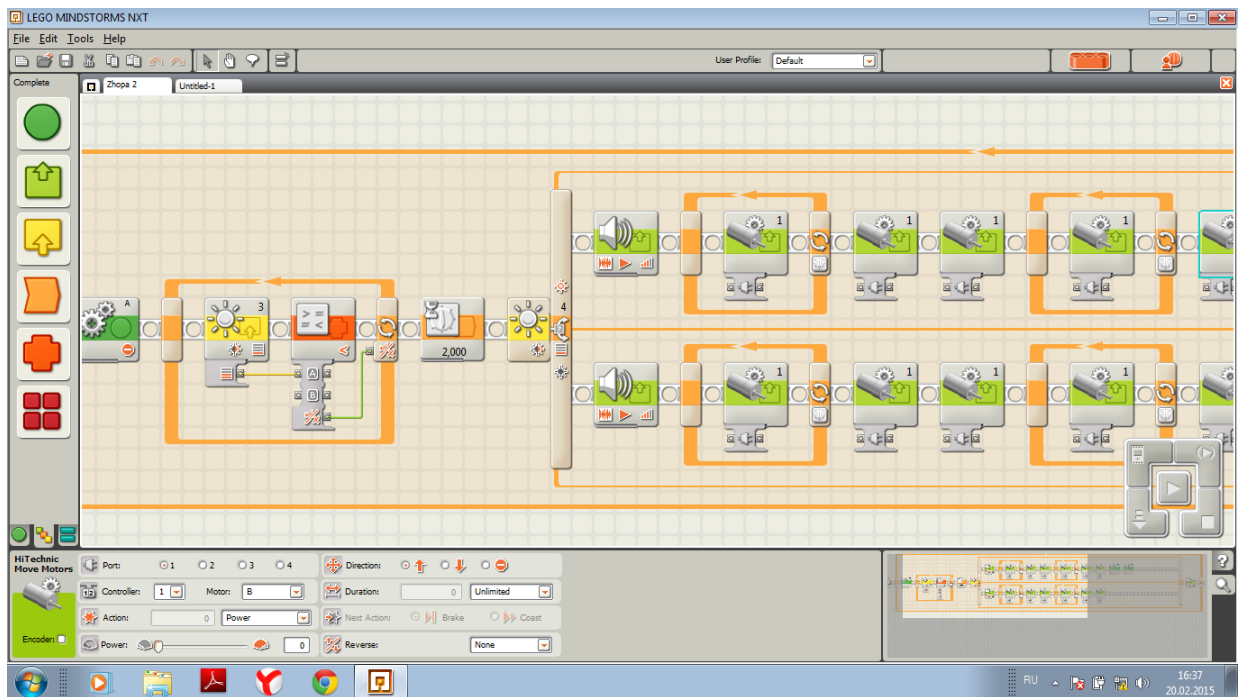 LEGO MINDSTORMS NXT
File Edit Tools Help
User Profile: Default
Complete
Zhopa 2 Untitled-1
1 1 1 1
A 3 4
2,000
A
B
1 1 1 1
HiTechnic
Move Motors
Port: 1 2 3 4 Direction:
Controller: 1 Motor: B Duration: 0 Unlimited
Action: 0 Power Next Action: Brake Coast
Encoder: Power: 0 Reverse: None
RU 16:37
20.02.2015